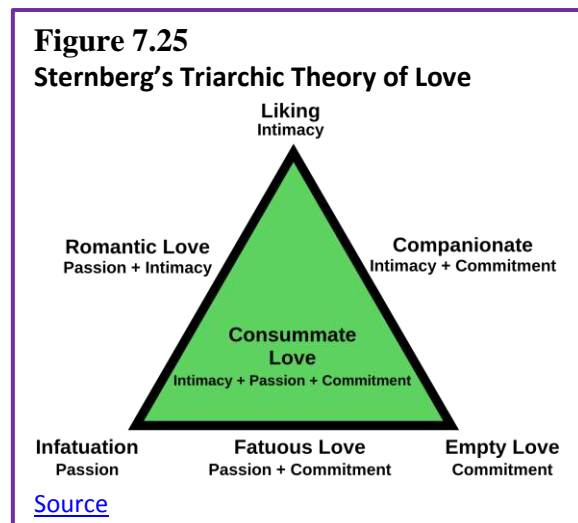 Figure 7.25
Sternberg’s Triarchic Theory of Love
Liking
Intimacy
Romantic Love
Passion + Intimacy
Companionate
Intimacy + Commitment
Consummate
Love
Intimacy + Passion + Commitment
Infatuation
Passion
Fatuous Love
Passion + Commitment
Empty Love
Commitment
Source